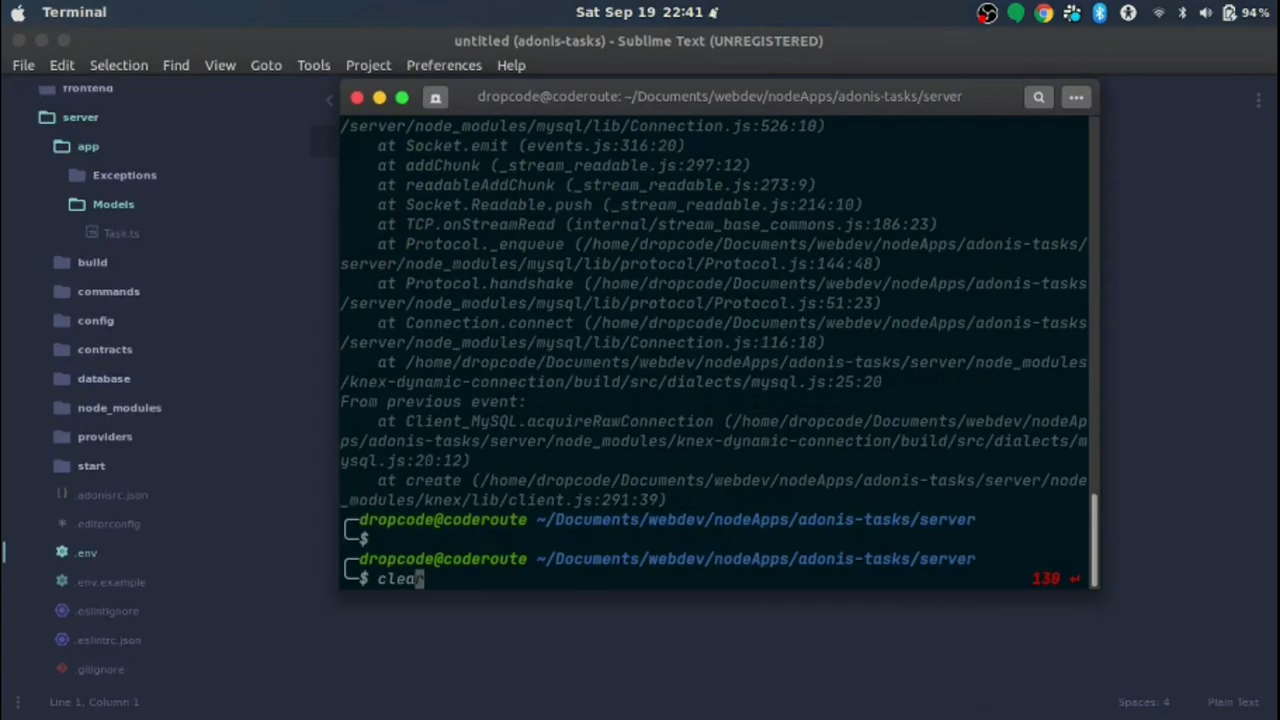 Terminal
Sat Sep 19 22:41
94%
untitled (adonis-tasks) - Sublime Text (UNREGISTERED)
File Edit Selection Find View Goto Tools Project Preferences Help
frontend
server
app
Exceptions
Models
Task.ts
build
commands
config
contracts
database
node_modules
providers
start
.adonisrc.json
.editorconfig
.env
.env.example
.eslintignore
.eslintrc.json
.gitignore
dropcode@coderoute: ~/Documents/webdev/nodeApps/adonis-tasks/server
/server/node_modules/mysql/lib/Connection.js:526:10)
at Socket.emit (events.js:316:20)
at addChunk (_stream_readable.js:297:12)
at readableAddChunk (_stream_readable.js:273:9)
at Socket.Readable.push (_stream_readable.js:214:10)
at TCP.onStreamRead (internal/stream_base_commons.js:186:23)
at Protocol._enqueue (/home/dropcode/Documents/webdev/nodeApps/adonis-tasks/
server/node_modules/mysql/lib/protocol/Protocol.js:144:48)
at Protocol.handshake (/home/dropcode/Documents/webdev/nodeApps/adonis-tasks
/server/node_modules/mysql/lib/protocol/Protocol.js:51:23)
at Connection.connect (/home/dropcode/Documents/webdev/nodeApps/adonis-tasks
/server/node_modules/mysql/lib/Connection.js:116:18)
at /home/dropcode/Documents/webdev/nodeApps/adonis-tasks/server/node_modules
/knex-dynamic-connection/build/src/dialects/mysql.js:25:20
From previous event:
at Client_MySQL.acquireRawConnection (/home/dropcode/Documents/webdev/nodeAp
ps/adonis-tasks/server/node_modules/knex-dynamic-connection/build/src/dialects/m
ysql.js:20:12)
at create (/home/dropcode/Documents/webdev/nodeApps/adonis-tasks/server/node
_modules/knex/lib/client.js:291:39)
dropcode@coderoute ~/Documents/webdev/nodeApps/adonis-tasks/server
$
dropcode@coderoute ~/Documents/webdev/nodeApps/adonis-tasks/server
$ clear 130 ↵
Line 1, Column 1
Spaces: 4
Plain Text